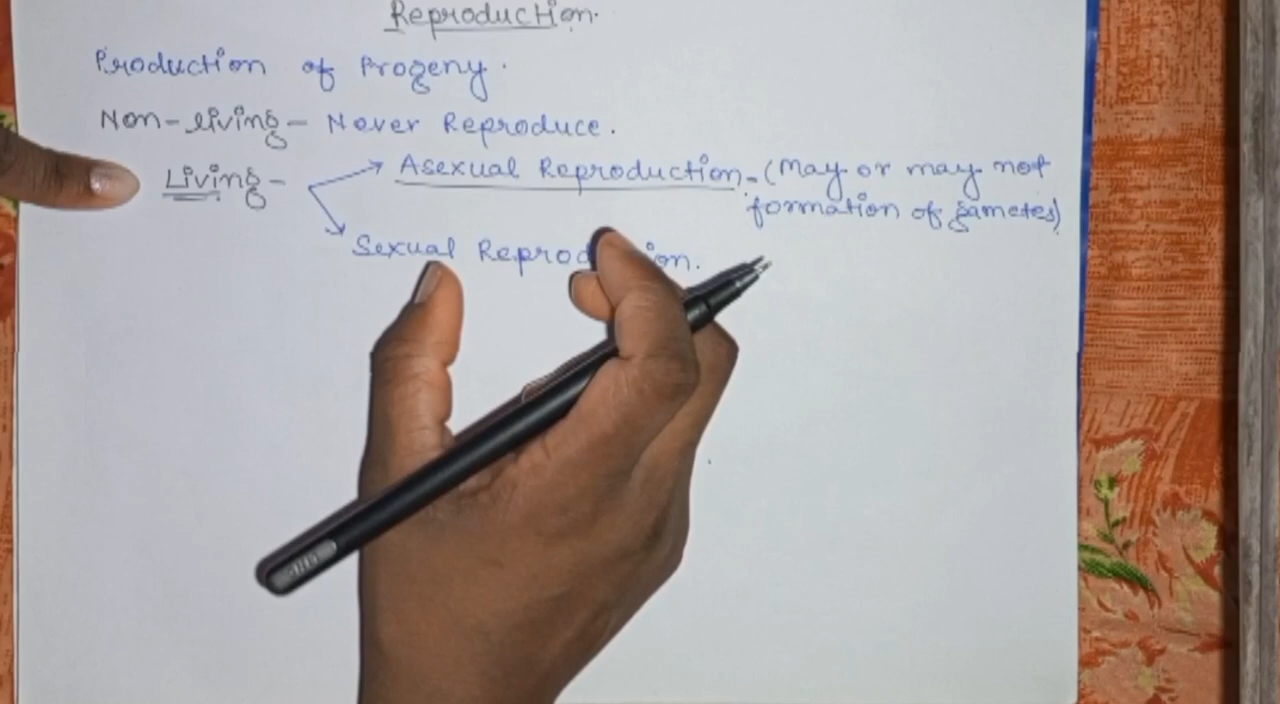 Reproduction.
Production of Progeny.
Non-living- Never Reproduce.
Living- Asexual Reproduction-(May or may not
formation of gametes)
Sexual